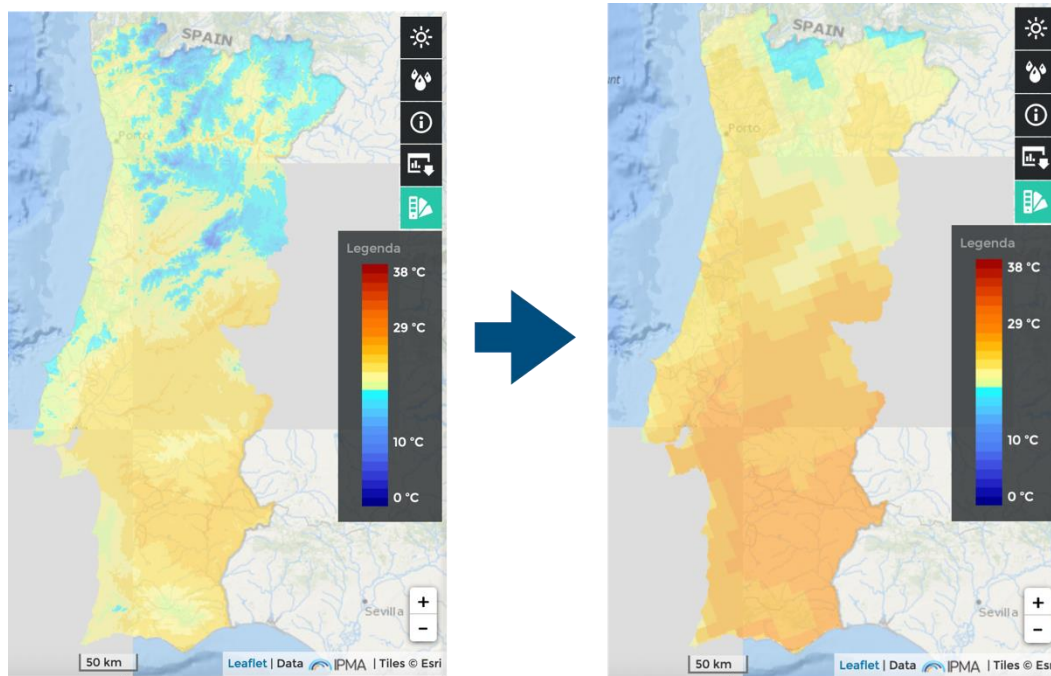 SPAIN
Porto
Legenda
38 °C
29 °C
10 °C
0 °C
Sevilla
+
−
50 km
Leaflet | Data IPMA | Tiles © Esri
SPAIN
unt
Porto
Legenda
38 °C
29 °C
10 °C
0 °C
Sevilla
+
−
50 km
Leaflet | Data IPMA | Tiles © Esri